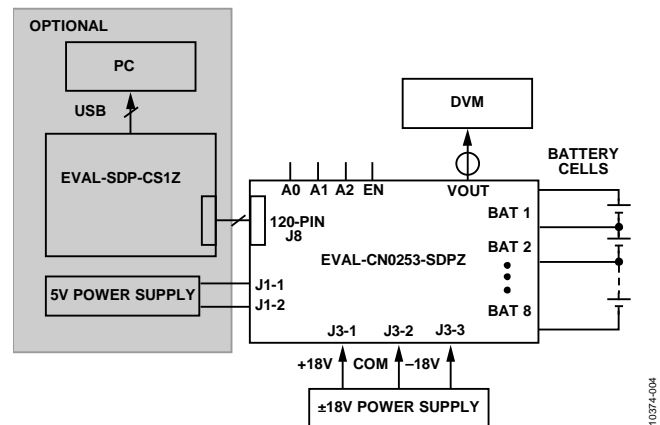 OPTIONAL
PC
USB
EVAL-SDP-CS1Z
120-PIN
J8
5V POWER SUPPLY
J1-1
J1-2
A0 A1 A2 EN
VOUT
DVM
BATTERY
CELLS
BAT 1
BAT 2
BAT 8
EVAL-CN0253-SDPZ
J3-1 J3-2 J3-3
+18V COM –18V
±18V POWER SUPPLY
10374-004